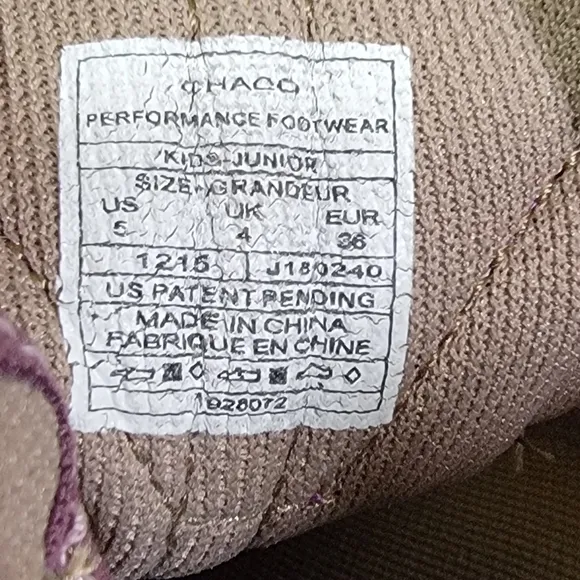 CHACO
PERFORMANCE FOOTWEAR
KIDS-JUNIOR
SIZE-GRANDEUR
US UK EUR
5 4 36
1215 J180240
US PATENT PENDING
MADE IN CHINA
FABRIQUE EN CHINE
1028072